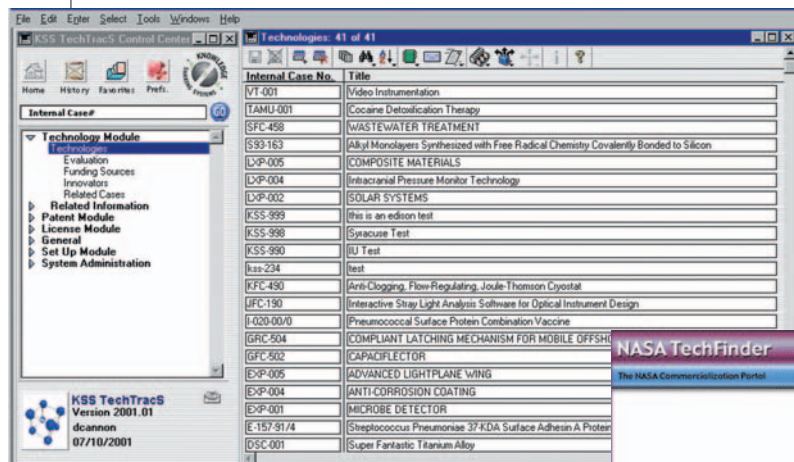 File Edit Enter Select Tools Windows Help
KSS TechTracS Control Center
Home History Favorites Prefs.
KNOWLEDGE SHARING SYSTEMS
Internal Case#
GO
Technology Module
Technologies
Evaluation
Funding Sources
Innovators
Related Cases
Related Information
Patent Module
License Module
General
Set Up Module
System Administration
KSS TechTracS
Version 2001.01
dcannon
07/10/2001
Technologies: 41 of 41
Internal Case No. Title
VT-001 Video Instrumentation
TAMU-001 Cocaine Detoxification Therapy
SFC-458 WASTEWATER TREATMENT
S93-163 Alkyl Monolayers Synthesized with Free Radical Chemistry Covalently Bonded to Silicon
LXP-005 COMPOSITE MATERIALS
LXP-004 Intracranial Pressure Monitor Technology
LXP-002 SOLAR SYSTEMS
KSS-999 this is an edison test
KSS-998 Syracuse Test
KSS-990 IU Test
kss-234 test
KFC-490 Anti-Clogging, Flow-Regulating, Joule-Thomson Cryostat
JFC-190 Interactive Stray Light Analysis Software for Optical Instrument Design
I-020-00/0 Pneumococcal Surface Protein Combination Vaccine
GRC-504 COMPLIANT LATCHING MECHANISM FOR MOBILE OFFSHO
GFC-502 CAPACIFLECTOR
EXP-005 ADVANCED LIGHTPLANE WING
EXP-004 ANTI-CORROSION COATING
EXP-001 MICROBE DETECTOR
E-157-91/4 Streptococcus Pneumoniae 37-KDA Surface Adhesin A Protein
DSC-001 Super Fantastic Titanium Alloy
NASA TechFinder
The NASA Commercialization Portal